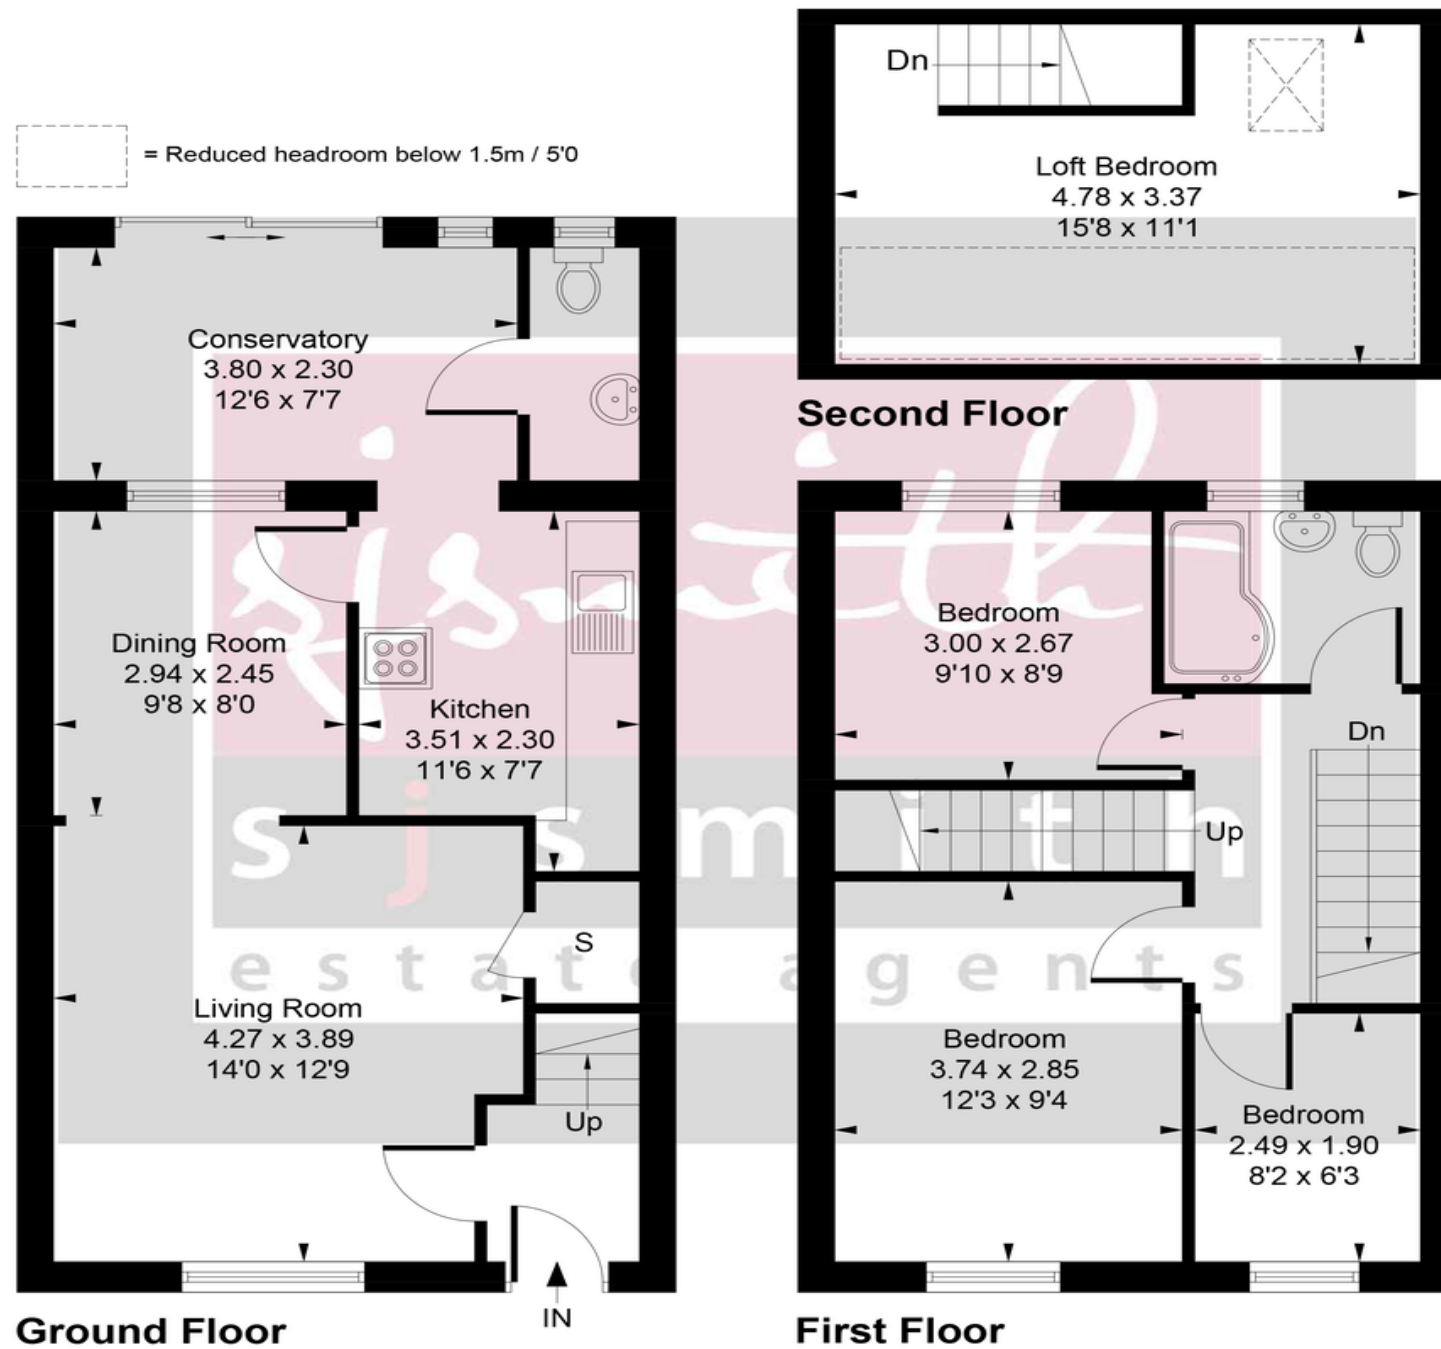 = Reduced headroom below 1.5m / 5'0
Conservatory
3.80 x 2.30
12'6 x 7'7
Dining Room
2.94 x 2.45
9'8 x 8'0
Kitchen
3.51 x 2.30
11'6 x 7'7
S
Living Room
4.27 x 3.89
14'0 x 12'9
Up
IN
Ground Floor
Dn
Loft Bedroom
4.78 x 3.37
15'8 x 11'1
Second Floor
Bedroom
3.00 x 2.67
9'10 x 8'9
Dn
Up
Bedroom
3.74 x 2.85
12'3 x 9'4
Bedroom
2.49 x 1.90
8'2 x 6'3
First Floor
sjsmith
sjsmith
estate agents